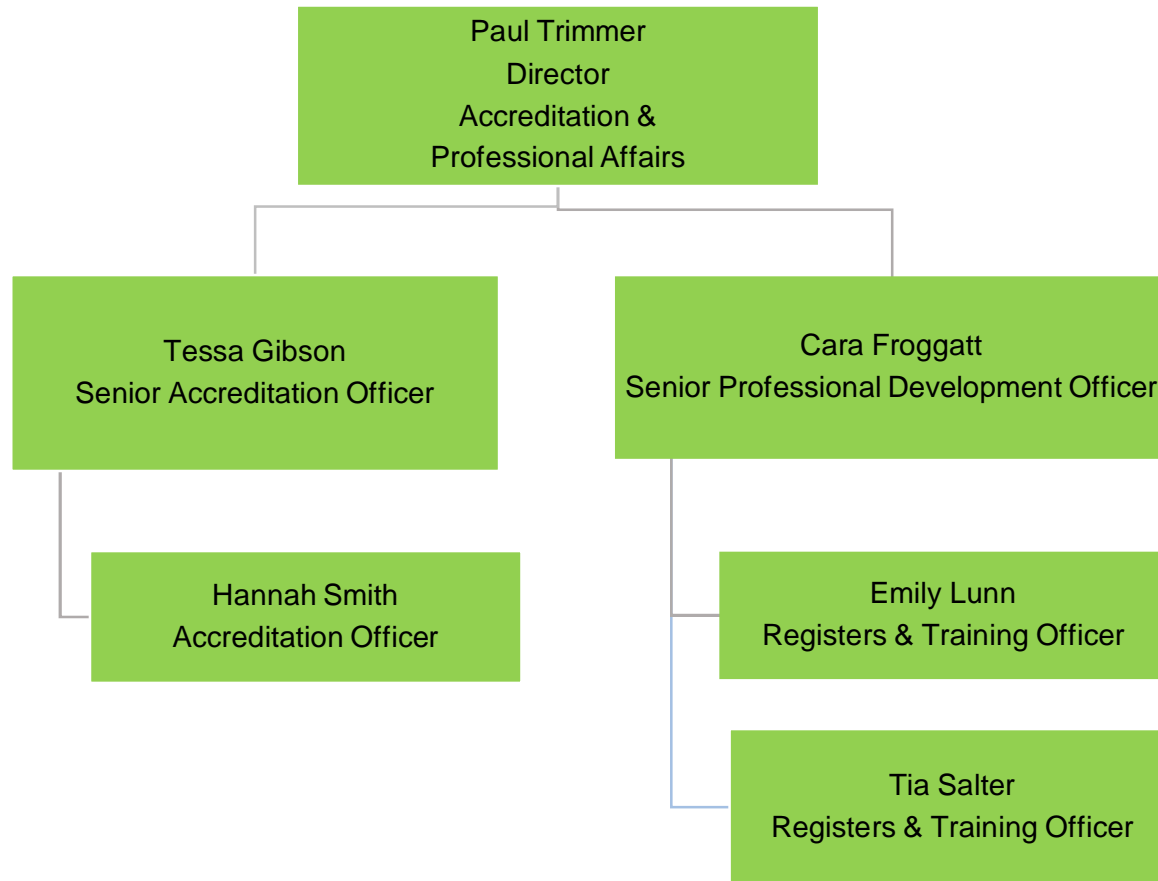 Paul Trimmer
Director
Accreditation &
Professional Affairs
Tessa Gibson
Senior Accreditation Officer
Cara Froggatt
Senior Professional Development Officer
Hannah Smith
Accreditation Officer
Emily Lunn
Registers & Training Officer
Tia Salter
Registers & Training Officer